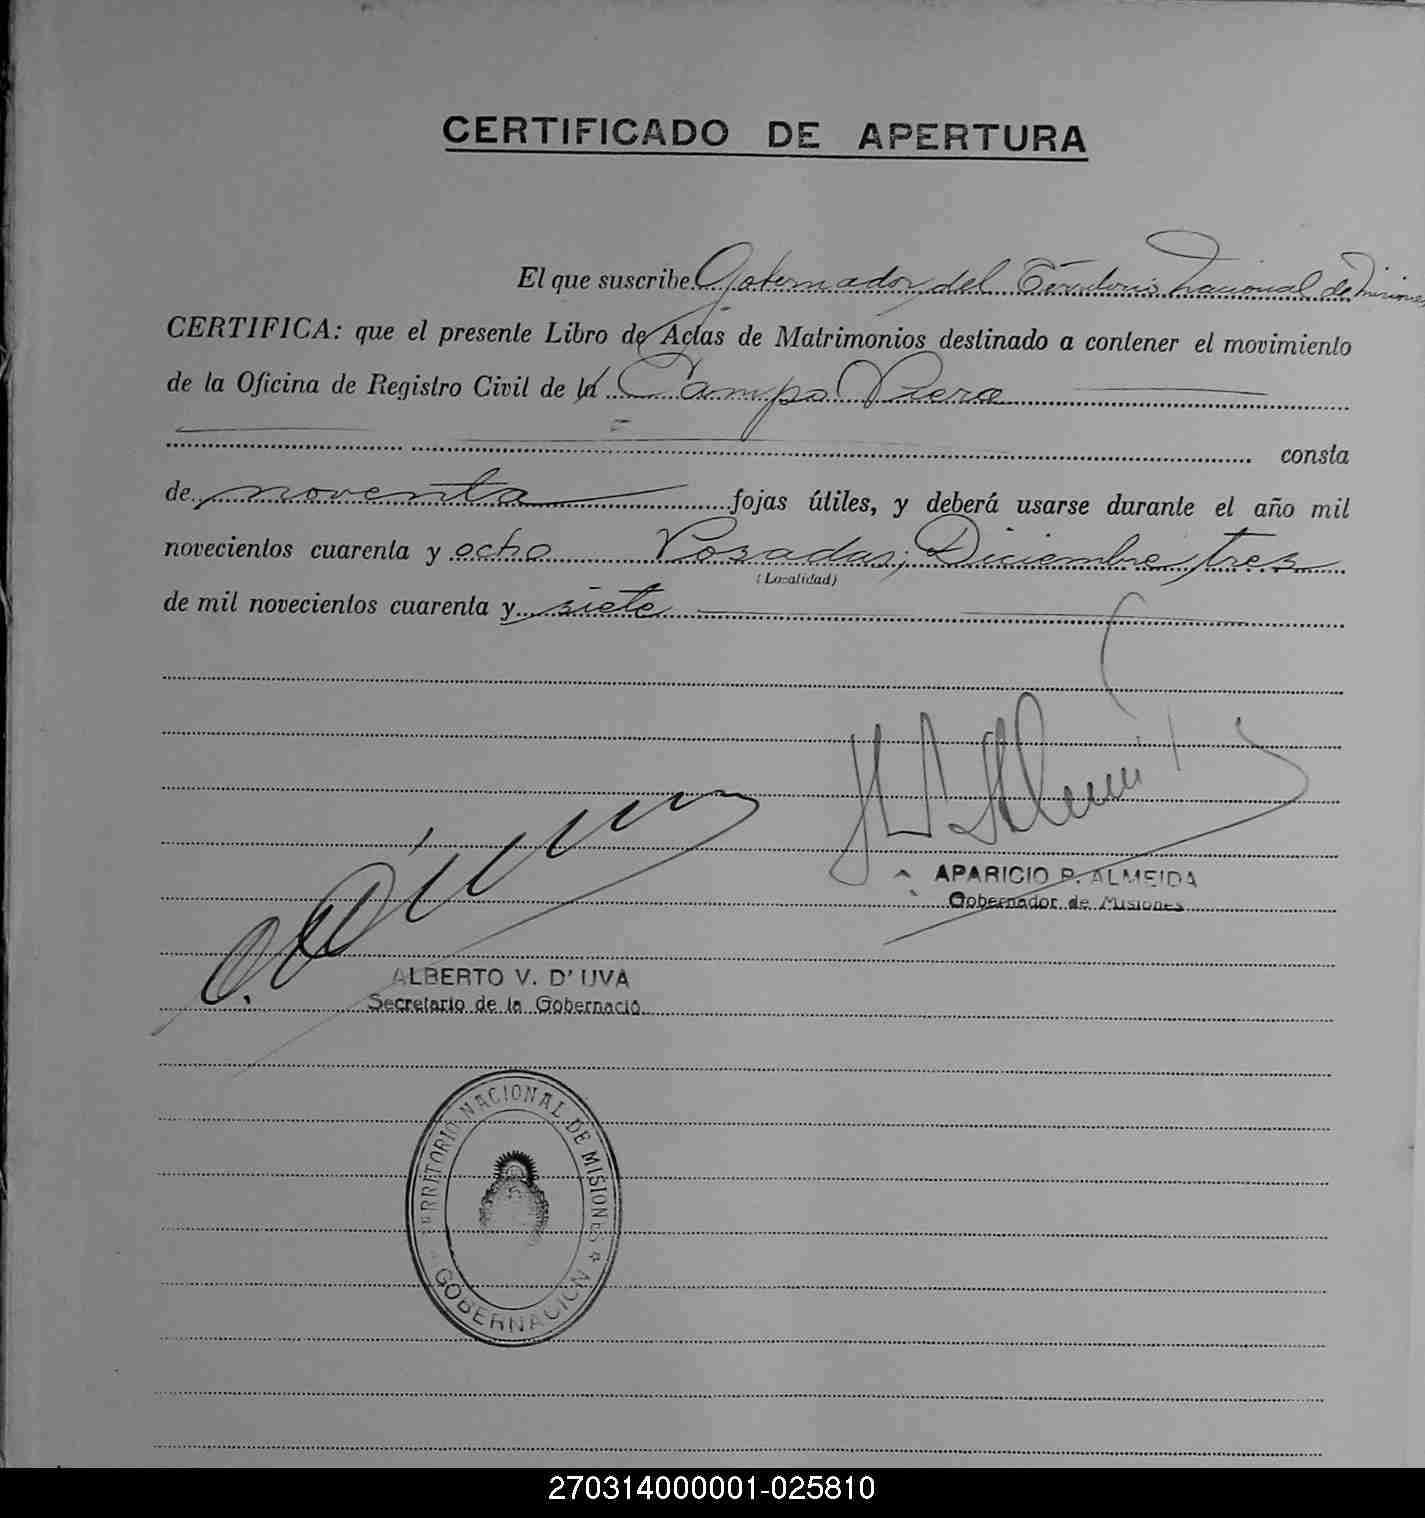 CERTIFICADO DE APERTURA
El que suscribe Gobernador del Territorio Nacional de Misiones
CERTIFICA: que el presente Libro de Actas de Matrimonios destinado a contener el movimiento
de la Oficina de Registro Civil de la Campo Viera
consta
de noventa fojas útiles, y deberá usarse durante el año mil
novecientos cuarenta y ocho Posadas, Diciembre tres
(Localidad)
de mil novecientos cuarenta y siete
APARICIO P. ALMEIDA
Gobernador de Misiones
ALBERTO V. D'UVA
Secretario de la Gobernació
TERRITORIO NACIONAL DE MISIONES
GOBERNACION
270314000001-025810